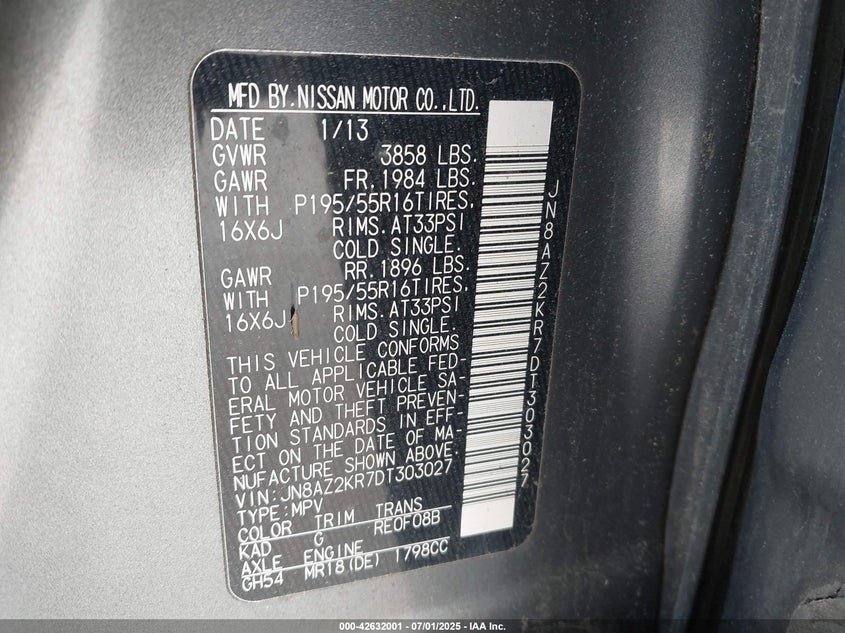 MFD BY.NISSAN MOTOR CO.,LTD.
DATE 1/13
GVWR 3858 LBS.
GAWR FR.1984 LBS.
WITH P195/55R16TIRES.
16X6J RIMS.AT33PSI
COLD SINGLE.
GAWR RR.1896 LBS.
WITH P195/55R16TIRES.
16X6J RIMS.AT33PSI
COLD SINGLE.
THIS VEHICLE CONFORMS
TO ALL APPLICABLE FED-
ERAL MOTOR VEHICLE SA-
FETY AND THEFT PREVEN-
TION STANDARDS IN EFF-
ECT ON THE DATE OF MA-
NUFACTURE SHOWN ABOVE.
VIN:JN8AZ2KR7DT303027
TYPE:MPV
COLOR TRIM TRANS
KAD G RE0F08B
AXLE ENGINE
GH54 MR18(DE) 1798CC
JN8AZ2KR7DT303027
000-42632001 - 07/01/2025 - IAA Inc.